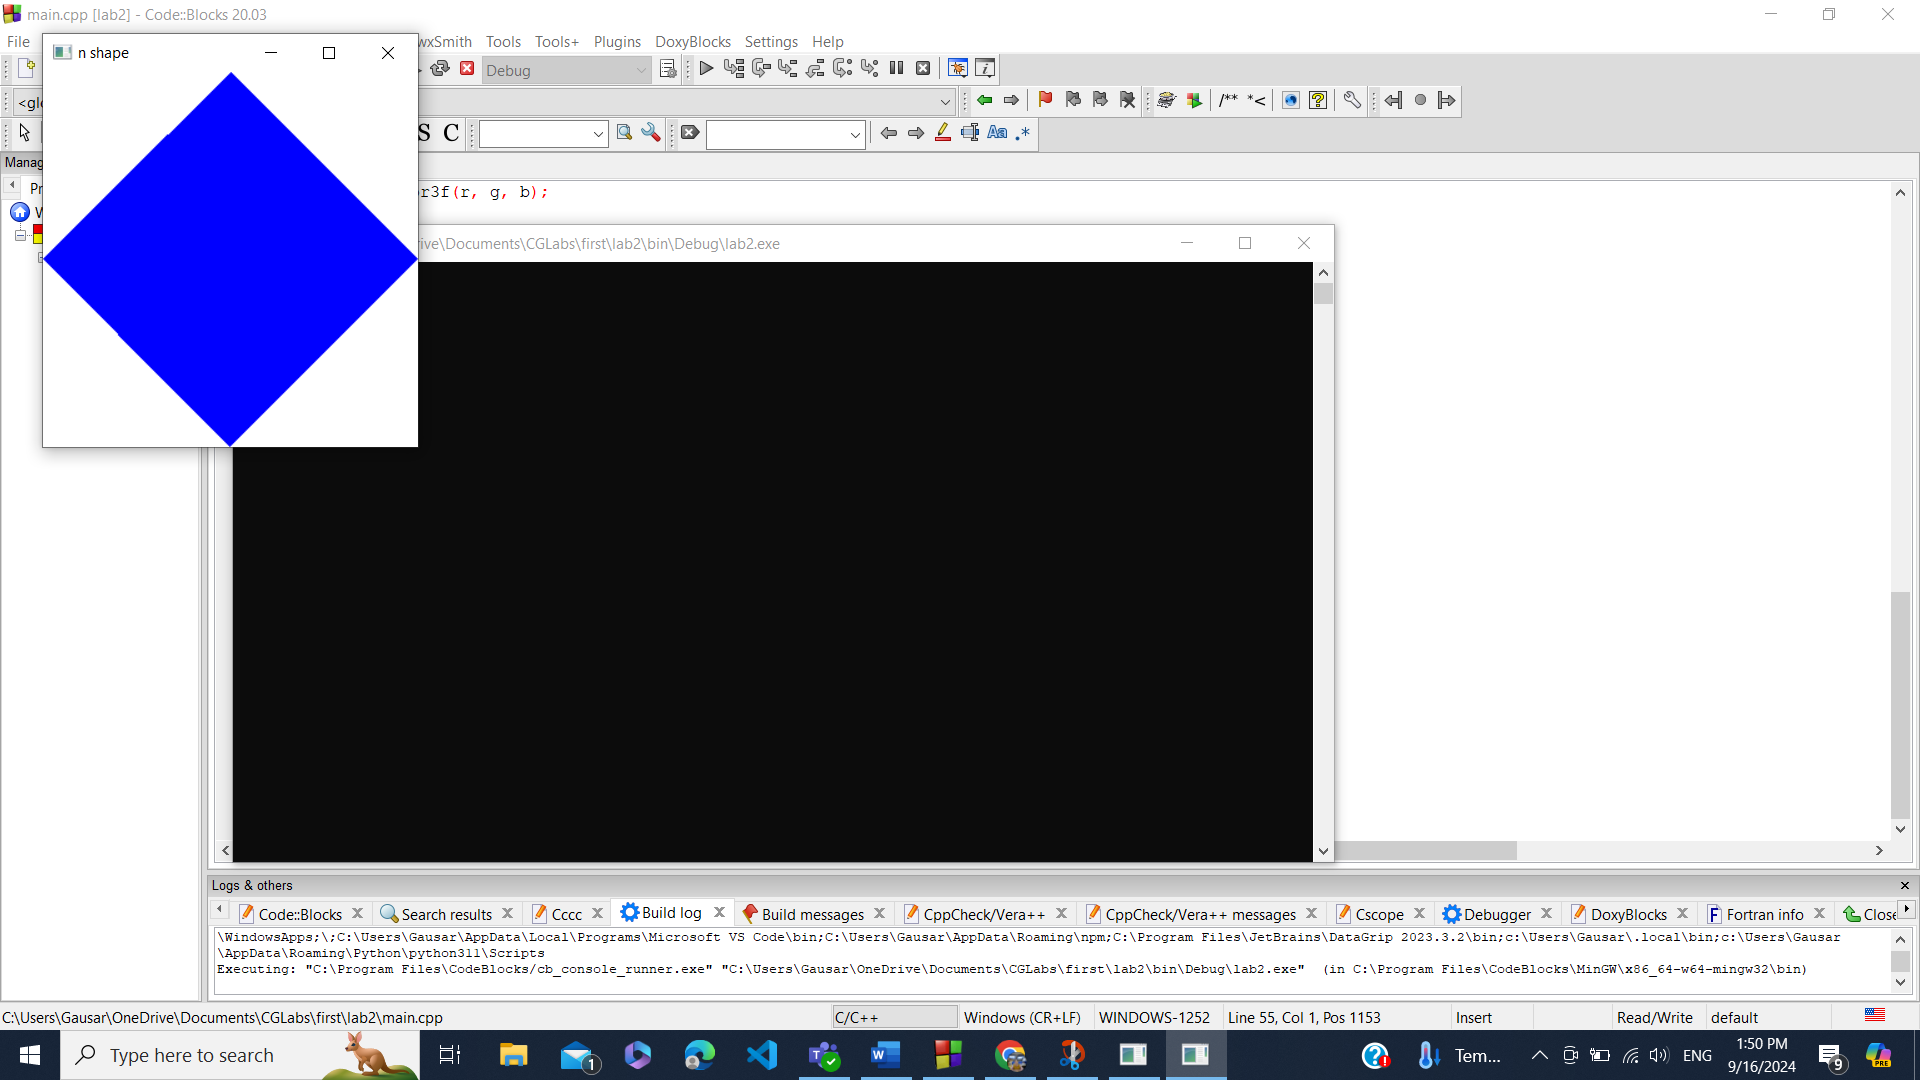 main.cpp [lab2] - Code::Blocks 20.03
File wxSmith Tools Tools+ Plugins DoxyBlocks Settings Help
n shape
Debug
<glo
/** *<
S C
Aa .*
Manag
Pr
W
r3f(r, g, b);
ive\Documents\CGLabs\first\lab2\bin\Debug\lab2.exe
Logs & others
Code::Blocks Search results Cccc Build log Build messages CppCheck/Vera++ CppCheck/Vera++ messages Cscope Debugger DoxyBlocks Fortran info Close
\WindowsApps;\;C:\Users\Gausar\AppData\Local\Programs\Microsoft VS Code\bin;C:\Users\Gausar\AppData\Roaming\npm;C:\Program Files\JetBrains\DataGrip 2023.3.2\bin;c:\Users\Gausar\.local\bin;c:\Users\Gausar
\AppData\Roaming\Python\python311\Scripts
Executing: "C:\Program Files\CodeBlocks/cb_console_runner.exe" "C:\Users\Gausar\OneDrive\Documents\CGLabs\first\lab2\bin\Debug\lab2.exe"  (in C:\Program Files\CodeBlocks\MinGW\x86_64-w64-mingw32\bin)
C:\Users\Gausar\OneDrive\Documents\CGLabs\first\lab2\main.cpp C/C++ Windows (CR+LF) WINDOWS-1252 Line 55, Col 1, Pos 1153 Insert Read/Write default
Type here to search 1 Tem... ENG 1:50 PM
9/16/2024 9 PRE